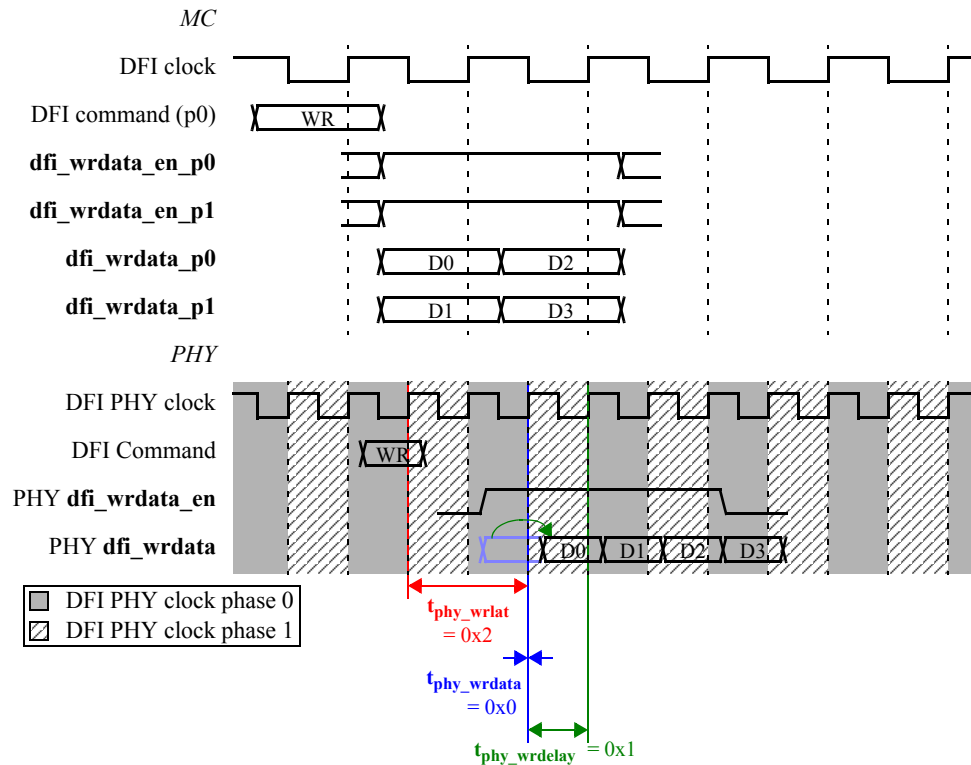 MC
DFI clock
DFI command (p0) WR
dfi_wrdata_en_p0
dfi_wrdata_en_p1
dfi_wrdata_p0 D0 D2
dfi_wrdata_p1 D1 D3
PHY
DFI PHY clock
DFI Command WR
PHY dfi_wrdata_en
PHY dfi_wrdata D0 D1 D2 D3
DFI PHY clock phase 0
DFI PHY clock phase 1
tphy_wrlat
= 0x2
tphy_wrdata
= 0x0
tphy_wrdelay = 0x1